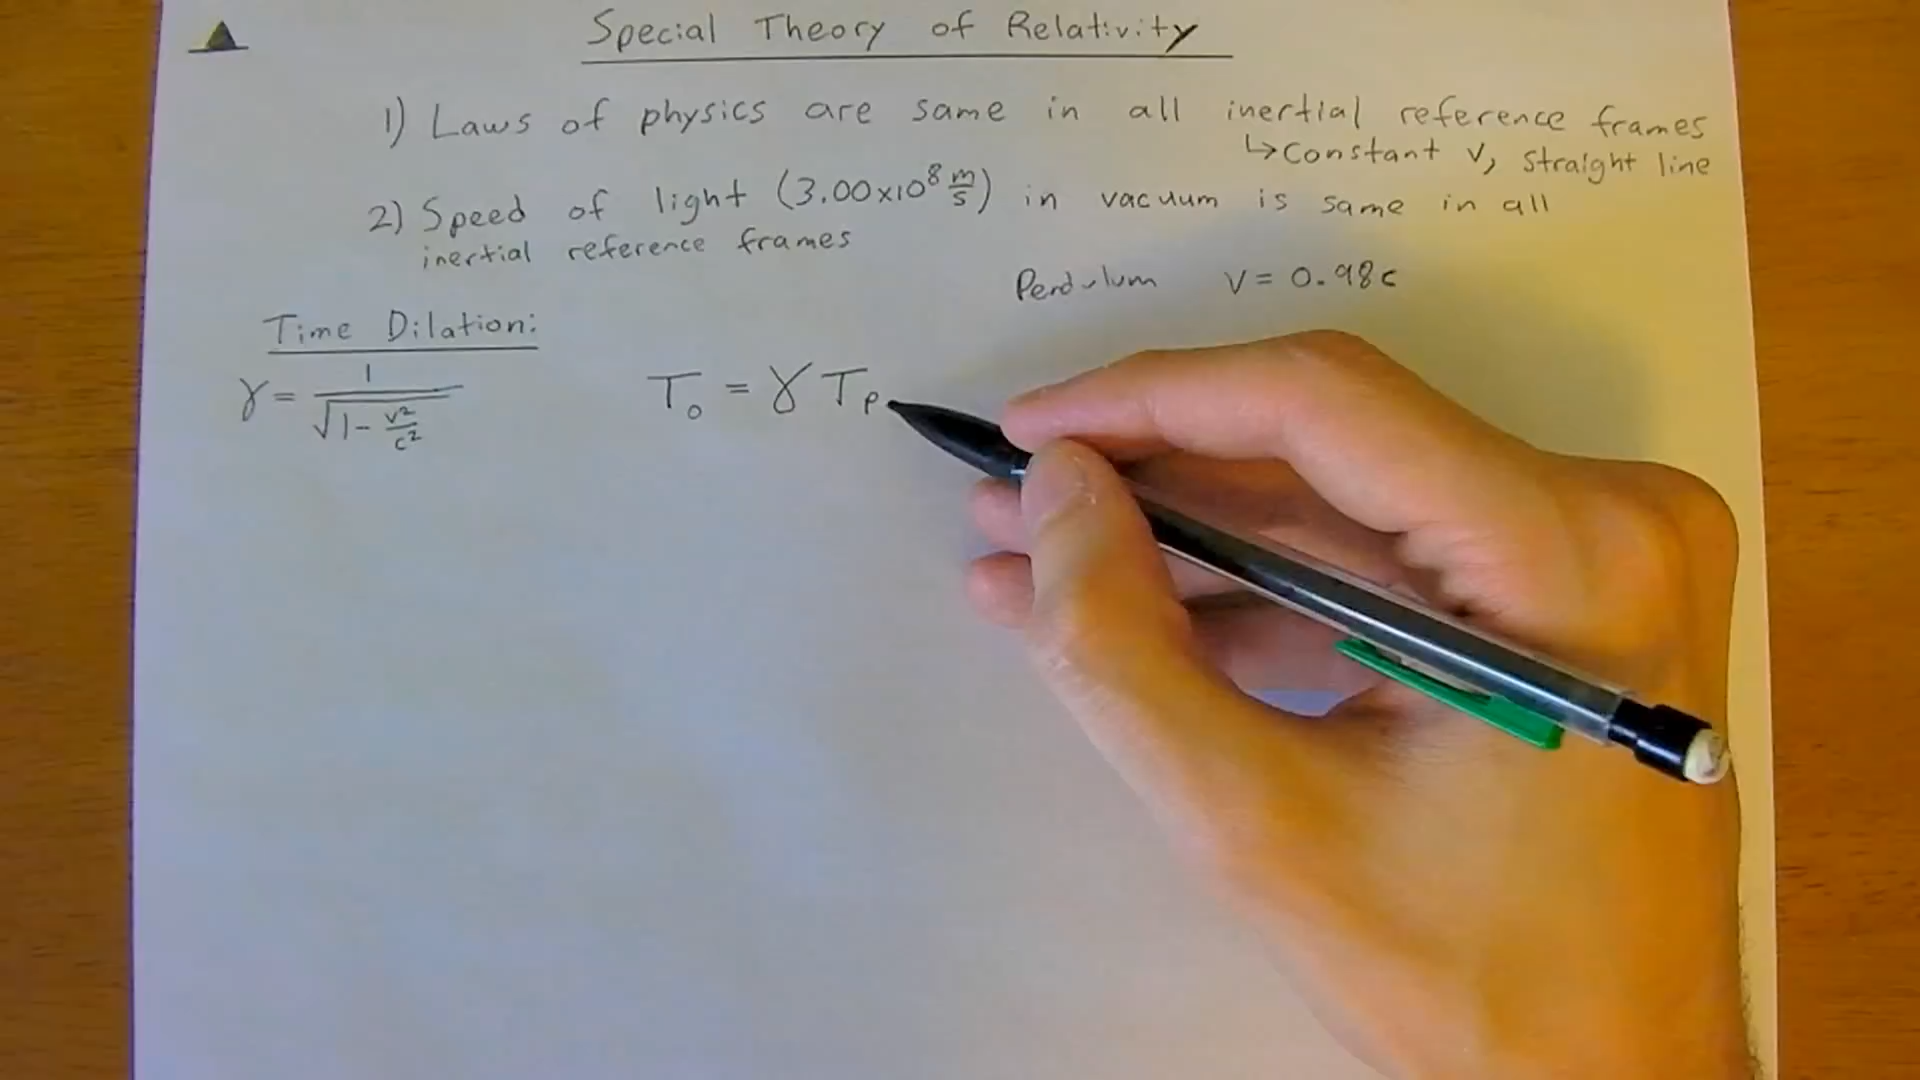 Special Theory of Relativity
1) Laws of physics are same in all inertial reference frames
↳ Constant v, straight line
2) Speed of light (3.00x10⁸ m/s) in vacuum is same in all
inertial reference frames
Pendulum V = 0.98c
Time Dilation:
γ = 1/√(1 - v²/c²)
T₀ = γ Tₚ